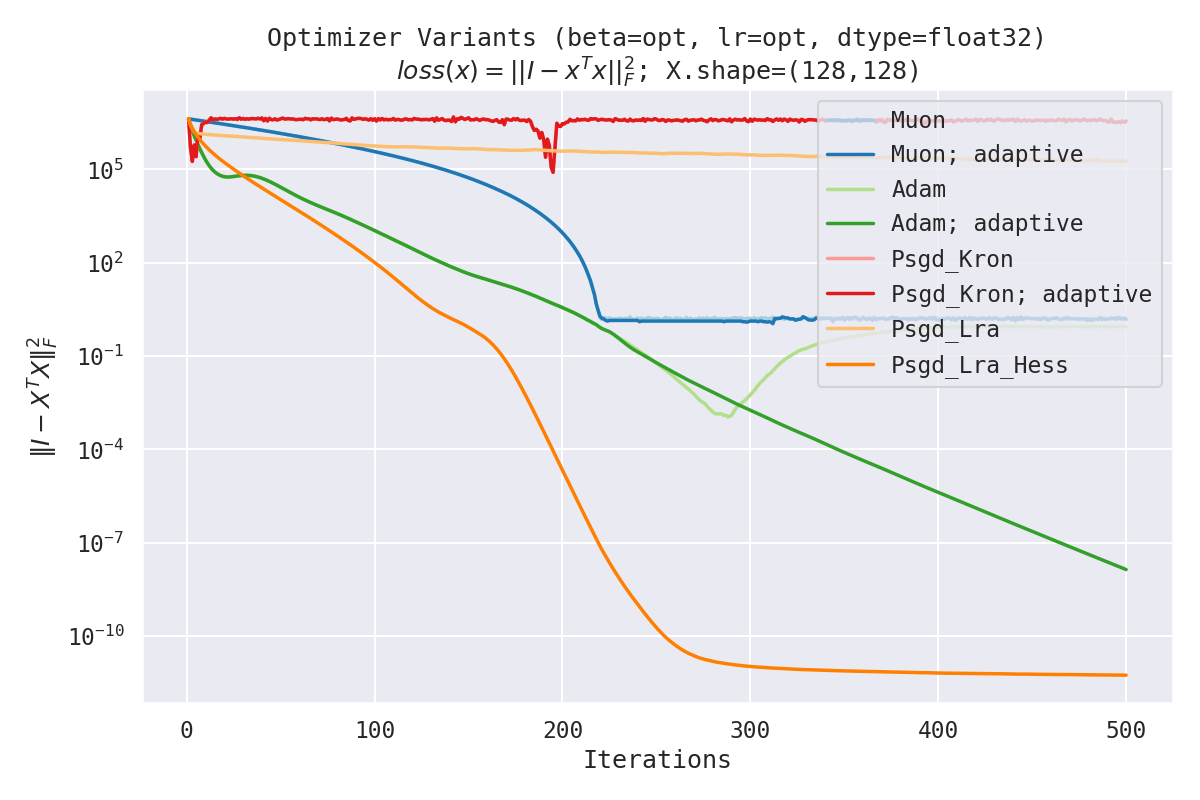 Optimizer Variants (beta=opt, lr=opt, dtype=float32)
loss(x) = ||I − x^T x||_F^2; X.shape=(128,128)
‖I − X^T X‖_F^2
10^5
10^2
10^−1
10^−4
10^−7
10^−10
Muon
Muon; adaptive
Adam
Adam; adaptive
Psgd_Kron
Psgd_Kron; adaptive
Psgd_Lra
Psgd_Lra_Hess
0
100
200
300
400
500
Iterations